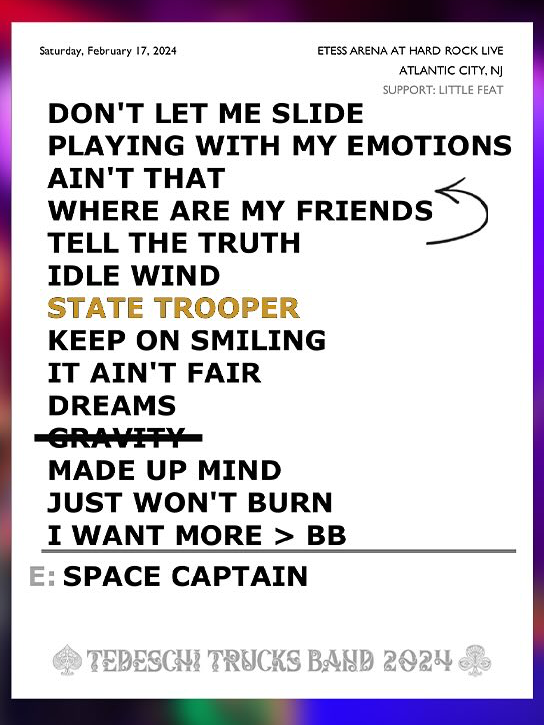 Saturday, February 17, 2024
ETESS ARENA AT HARD ROCK LIVE
ATLANTIC CITY, NJ
SUPPORT: LITTLE FEAT
DON'T LET ME SLIDE
PLAYING WITH MY EMOTIONS
AIN'T THAT
WHERE ARE MY FRIENDS
TELL THE TRUTH
IDLE WIND
STATE TROOPER
KEEP ON SMILING
IT AIN'T FAIR
DREAMS
GRAVITY
MADE UP MIND
JUST WON'T BURN
I WANT MORE > BB
E: SPACE CAPTAIN
TEDESCHI TRUCKS BAND 2024